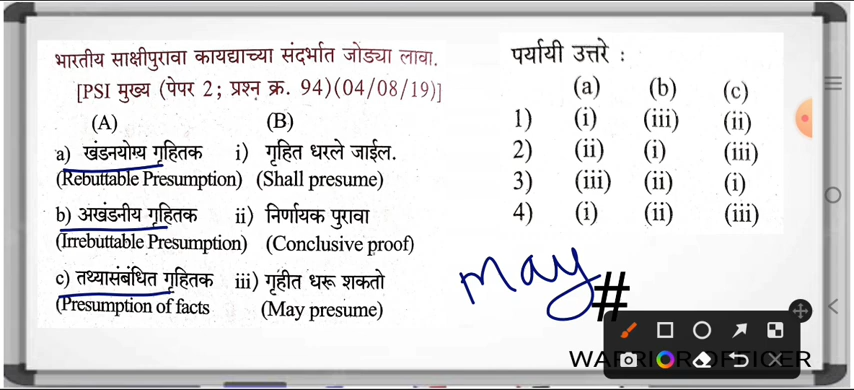 भारतीय साक्षीपुरावा कायद्याच्या संदर्भात जोड्या लावा.
[PSI मुख्य (पेपर 2; प्रश्न क्र. 94)(04/08/19)]
(A) (B)
a) खंडनयोग्य गृहितक i) गृहित धरले जाईल.
(Rebuttable Presumption) (Shall presume)
b) अखंडनीय गृहितक ii) निर्णायक पुरावा
(Irrebuttable Presumption) (Conclusive proof)
c) तथ्यासंबंधित गृहितक iii) गृहीत धरू शकतो
(Presumption of facts (May presume)
पर्यायी उत्तरे :
(a) (b) (c)
1) (i) (iii) (ii)
2) (ii) (i) (iii)
3) (iii) (ii) (i)
4) (i) (ii) (iii)
may
#
WARRIOR OFFICER